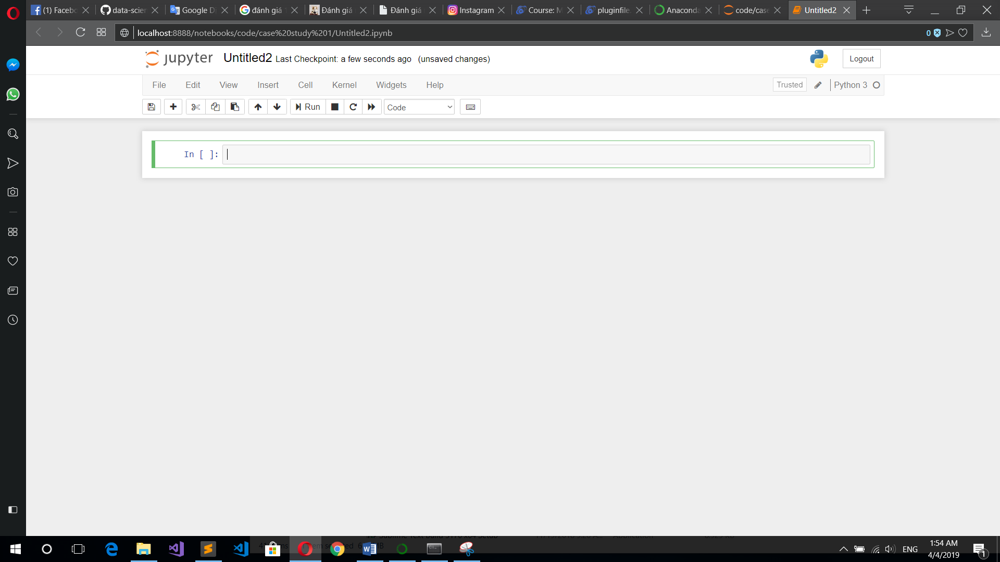 (1) Facebo
data-scien
Google D
đánh giá
Đánh giá
Đánh giá
Instagram
Course: M
pluginfile.
Anaconda
code/case
Untitled2
localhost:8888/notebooks/code/case%20study%201/Untitled2.ipynb
0
jupyter
Untitled2 Last Checkpoint: a few seconds ago (unsaved changes)
Logout
File Edit View Insert Cell Kernel Widgets Help
Trusted
Python 3
Run
Code
In [ ]:
ENG
1:54 AM
4/4/2019
1